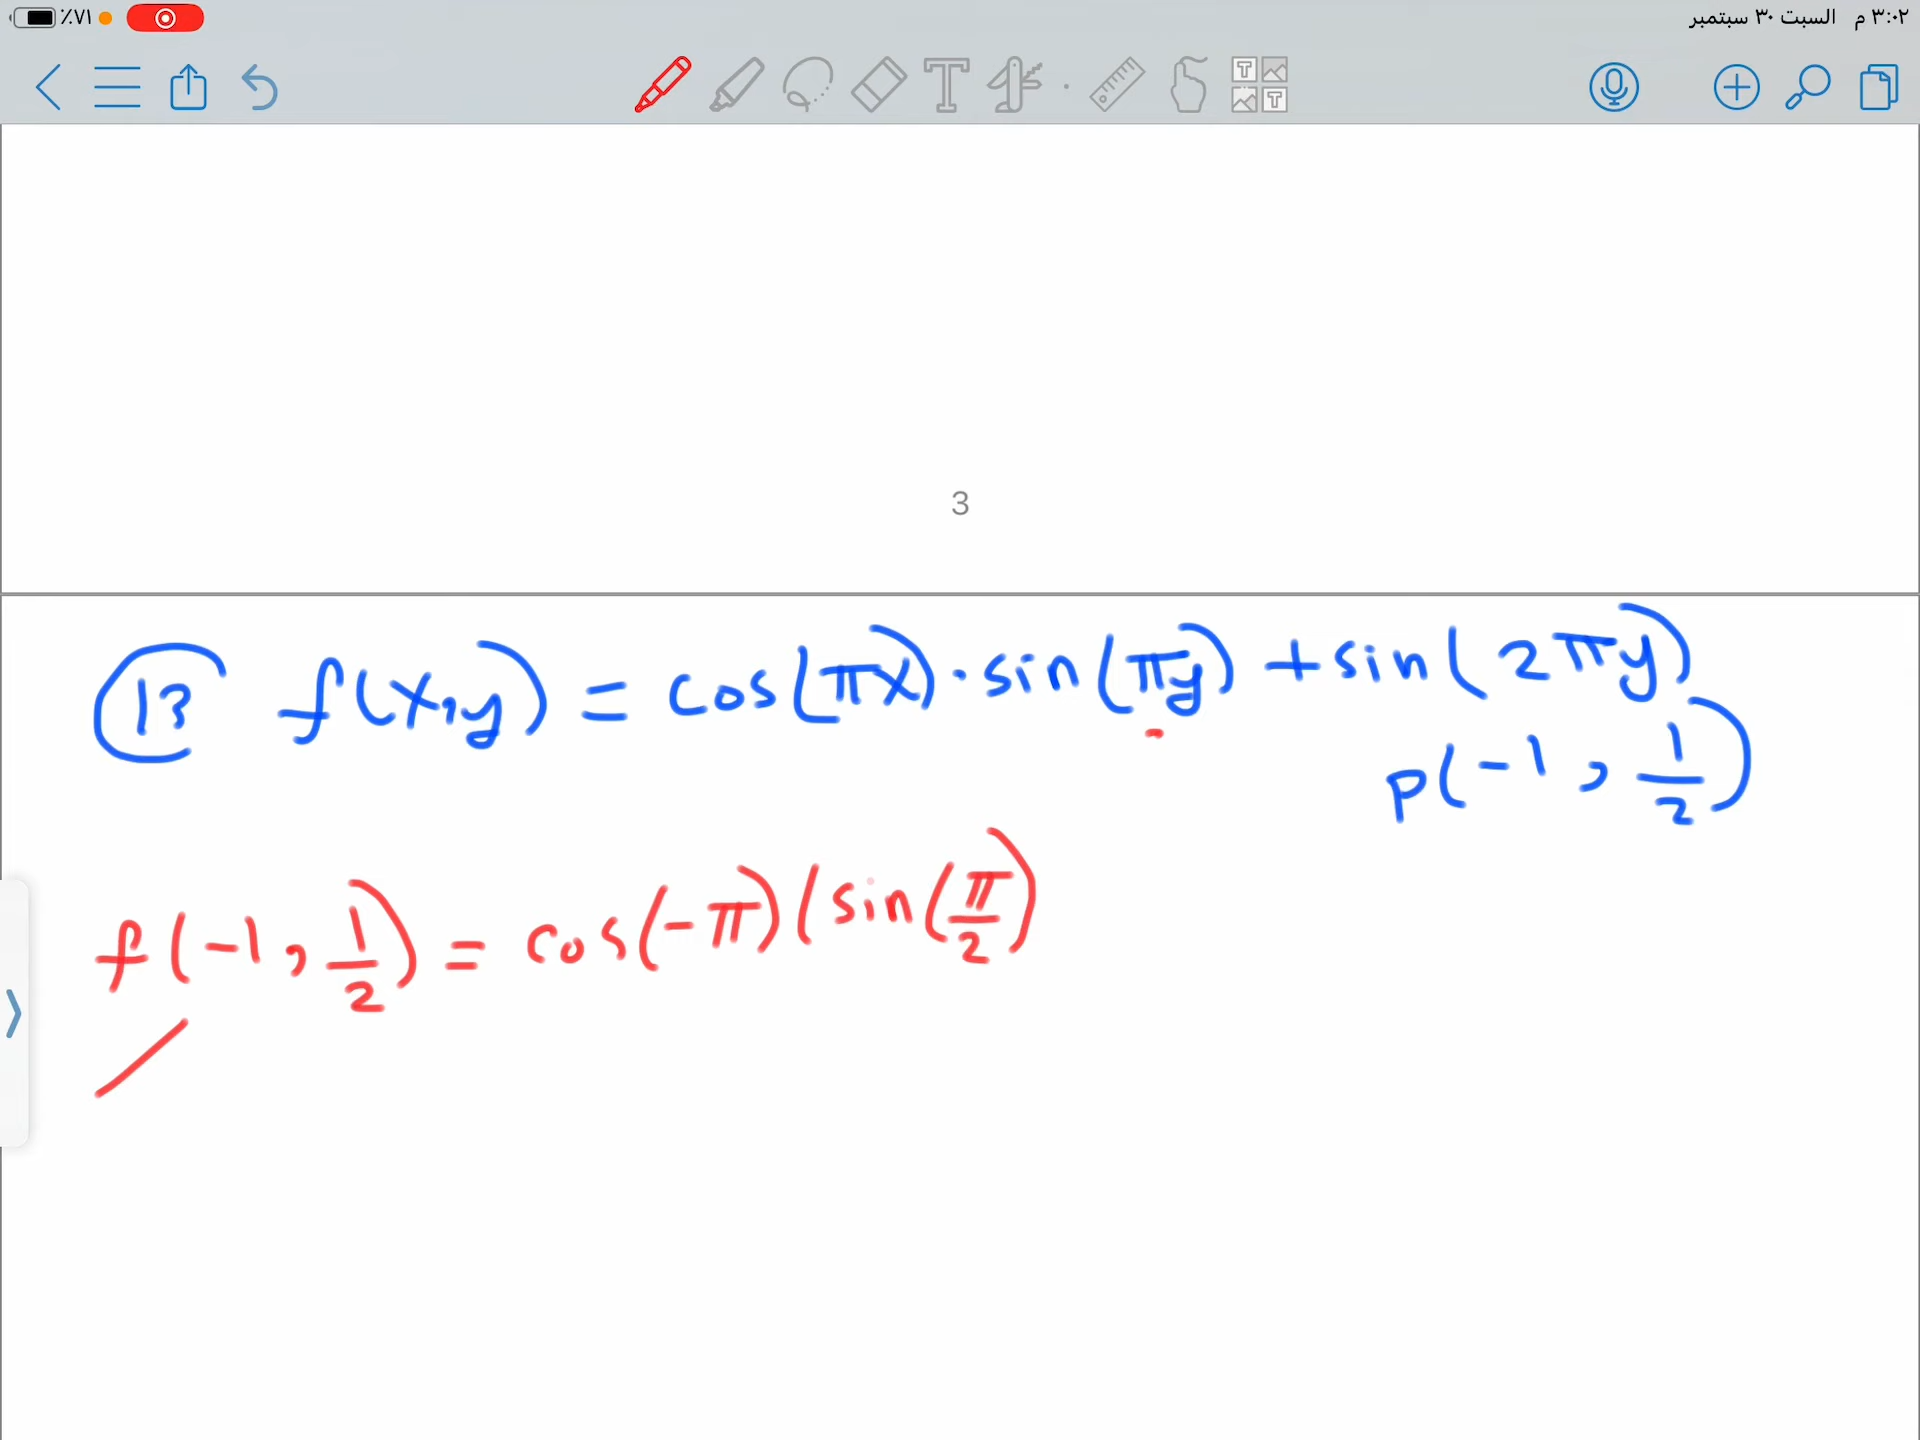 ٪٧١ السبت ٣٠ سبتمبر ٣:٠٢ م
3
13 f(x,y) = cos(πx)·sin(πy) + sin(2πy)
p(-1, 1/2)
f(-1, 1/2) = cos(-π)(sin(π/2)